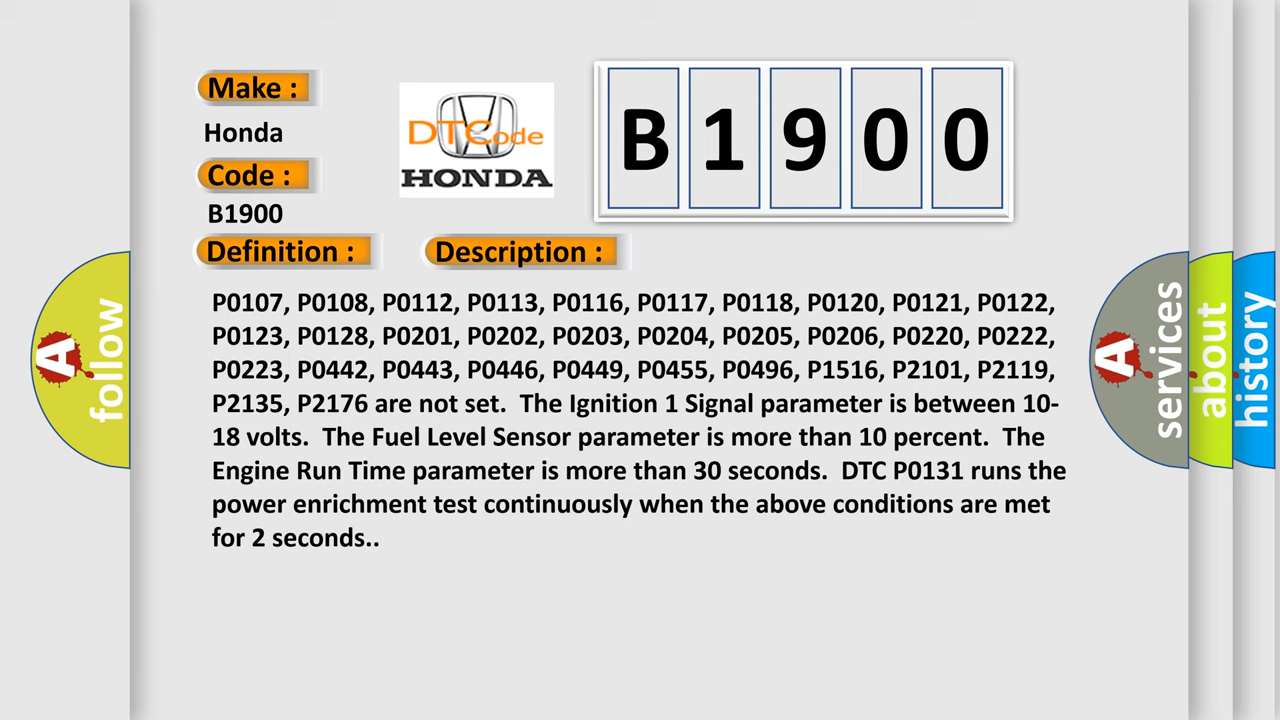 Make :
Honda
Code :
B1900
DTCode
HONDA
B1900
Definition :
Description :
P0107, P0108, P0112, P0113, P0116, P0117, P0118, P0120, P0121, P0122,
P0123, P0128, P0201, P0202, P0203, P0204, P0205, P0206, P0220, P0222,
P0223, P0442, P0443, P0446, P0449, P0455, P0496, P1516, P2101, P2119,
P2135, P2176 are not set. The Ignition 1 Signal parameter is between 10-
18 volts. The Fuel Level Sensor parameter is more than 10 percent. The
Engine Run Time parameter is more than 30 seconds. DTC P0131 runs the
power enrichment test continuously when the above conditions are met
for 2 seconds..
A follow
A services
about
history